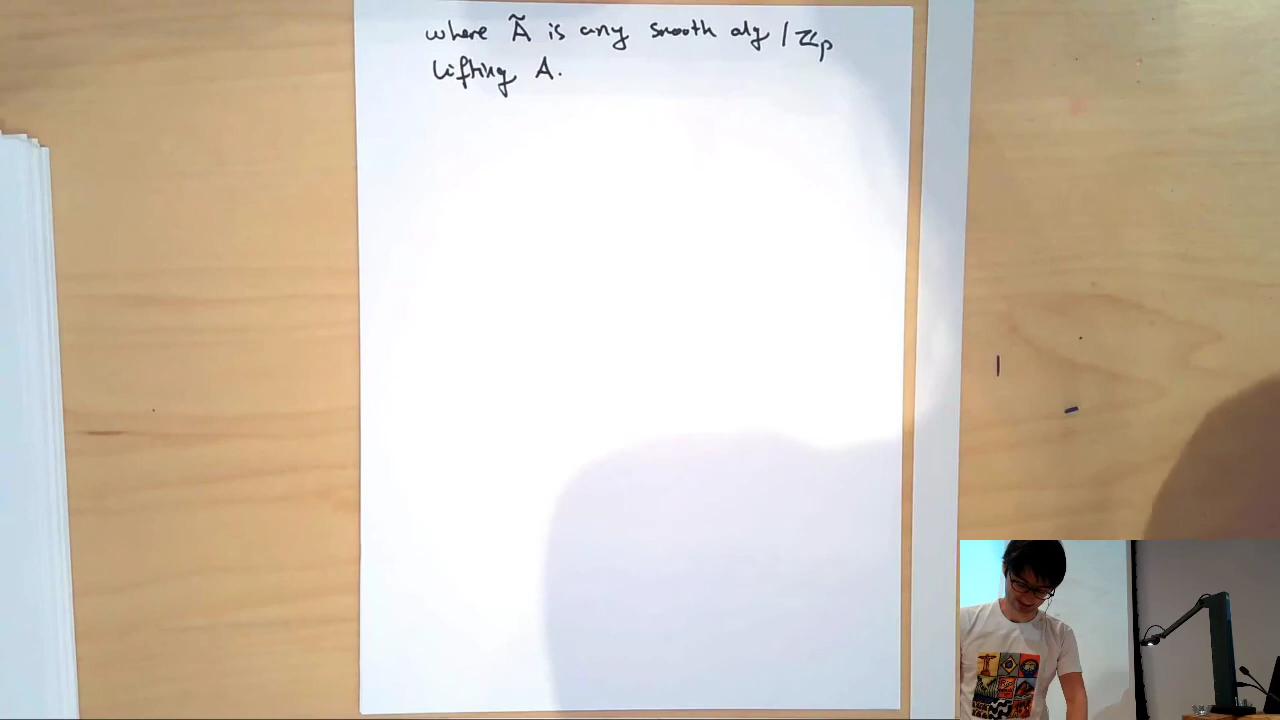 where Ã is any smooth alg / ℤp
lifting A.